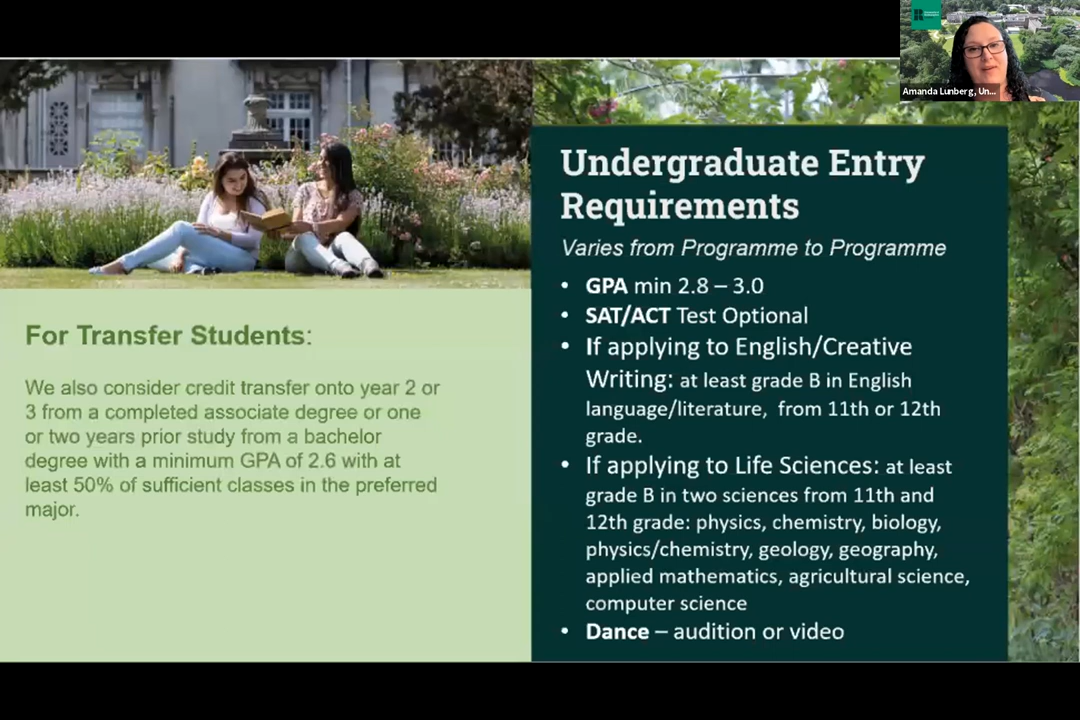 Amanda Lunberg, Un...
Undergraduate Entry
Requirements
Varies from Programme to Programme
• GPA min 2.8 – 3.0
• SAT/ACT Test Optional
• If applying to English/Creative
Writing: at least grade B in English
language/literature, from 11th or 12th
grade.
• If applying to Life Sciences: at least
grade B in two sciences from 11th and
12th grade: physics, chemistry, biology,
physics/chemistry, geology, geography,
applied mathematics, agricultural science,
computer science
• Dance – audition or video
For Transfer Students:
We also consider credit transfer onto year 2 or
3 from a completed associate degree or one
or two years prior study from a bachelor
degree with a minimum GPA of 2.6 with at
least 50% of sufficient classes in the preferred
major.